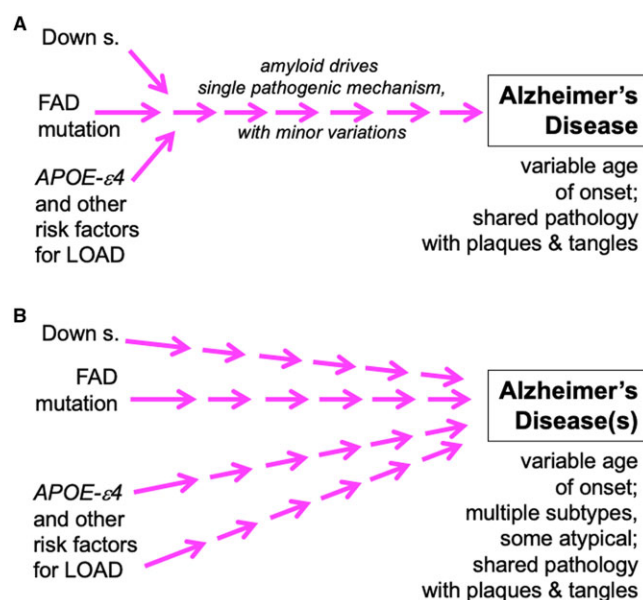 A
Down s.
FAD
mutation
APOE-ε4
and other
risk factors
for LOAD
amyloid drives
single pathogenic mechanism,
with minor variations
Alzheimer's
Disease
variable age
of onset;
shared pathology
with plaques & tangles
B
Down s.
FAD
mutation
APOE-ε4
and other
risk factors
for LOAD
Alzheimer's
Disease(s)
variable age
of onset;
multiple subtypes,
some atypical;
shared pathology
with plaques & tangles